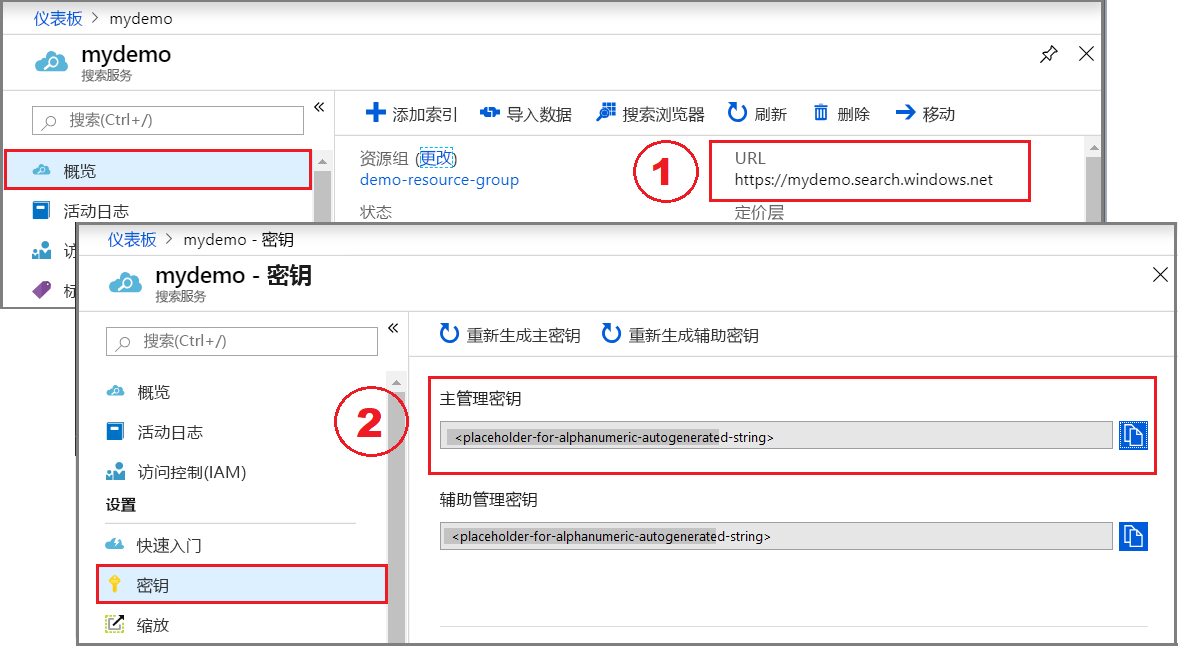 仪表板 > mydemo
mydemo
搜索服务
搜索(Ctrl+/)
«
添加索引 导入数据 搜索浏览器 刷新 删除 移动
概览
活动日志
访
标
资源组 (更改)
demo-resource-group
状态
1
URL
https://mydemo.search.windows.net
定价层
仪表板 > mydemo - 密钥
mydemo - 密钥
搜索服务
搜索(Ctrl+/)
«
概览
活动日志
访问控制(IAM)
设置
快速入门
密钥
缩放
2
重新生成主密钥 重新生成辅助密钥
主管理密钥
<placeholder-for-alphanumeric-autogenerated-string>
辅助管理密钥
<placeholder-for-alphanumeric-autogenerated-string>